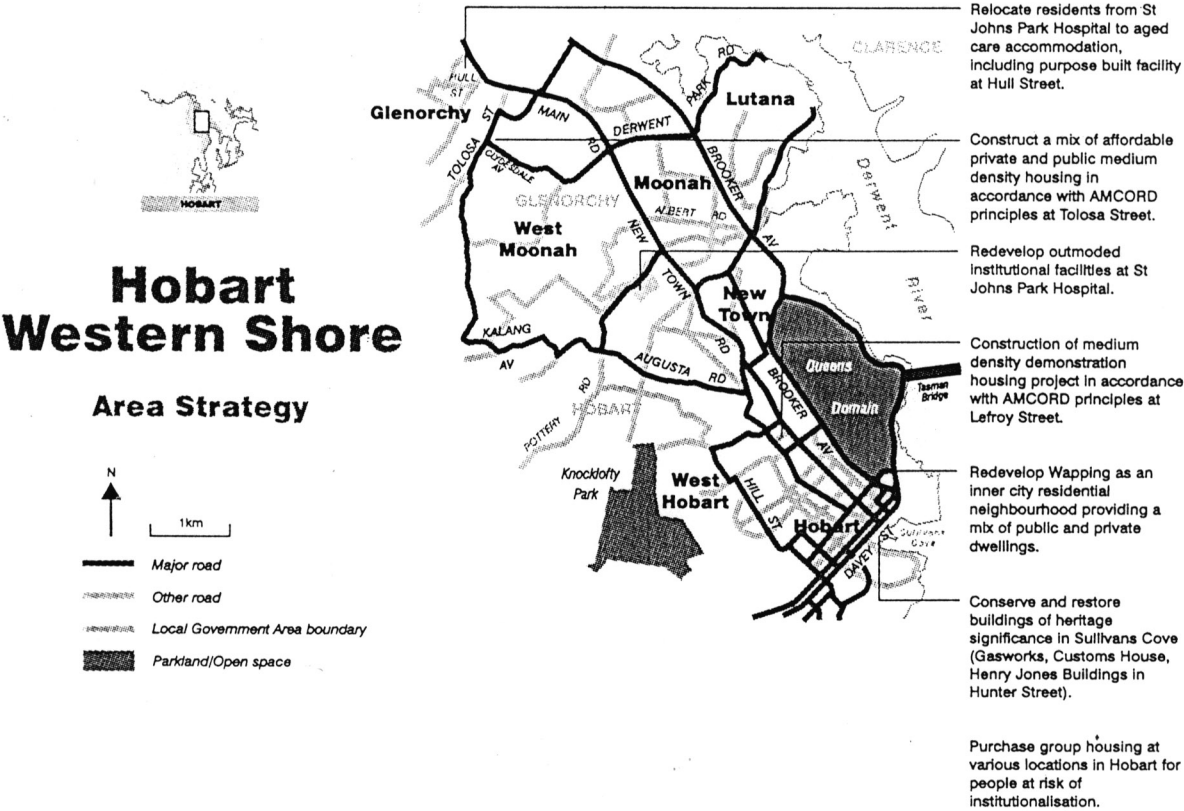 Hobart
Western Shore
Area Strategy
HOBART
N
1km
Major road
Other road
Local Government Area boundary
Parkland/Open space
CLARENCE
HULL
ST
Glenorchy
TOLOSA ST
MAIN
RD
DERWENT
PARK
RD
Lutana
CLYDESDALE
AV
BROOKER
AV
Moonah
GLENORCHY
ALBERT RD
West
Moonah
NEW
TOWN
RD
New
Town
Derwent
River
KALANG
AV
AUGUSTA RD
POTTERY
RD
HOBART
BROOKER
AV
Queens
Domain
Tasman
Bridge
Knocklofty
Park
West
Hobart
HILL
ST
Hobart
DAVEY
ST
Sullivans
Cove
Relocate residents from St
Johns Park Hospital to aged
care accommodation,
including purpose built facility
at Hull Street.
Construct a mix of affordable
private and public medium
density housing in
accordance with AMCORD
principles at Tolosa Street.
Redevelop outmoded
institutional facilities at St
Johns Park Hospital.
Construction of medium
density demonstration
housing project in accordance
with AMCORD principles at
Lefroy Street.
Redevelop Wapping as an
inner city residential
neighbourhood providing a
mix of public and private
dwellings.
Conserve and restore
buildings of heritage
significance in Sullivans Cove
(Gasworks, Customs House,
Henry Jones Buildings in
Hunter Street).
Purchase group housing at
various locations in Hobart for
people at risk of
institutionalisation.